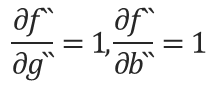 ∂f‶/∂g‶ = 1, ∂f‶/∂b‶ = 1